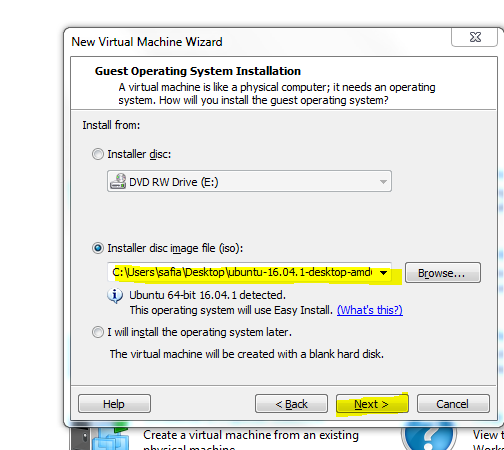 New Virtual Machine Wizard
Guest Operating System Installation
A virtual machine is like a physical computer; it needs an operating
system. How will you install the guest operating system?
Install from:
Installer disc:
DVD RW Drive (E:)
Installer disc image file (iso):
C:\Users\safia\Desktop\ubuntu-16.04.1-desktop-amd
Browse...
Ubuntu 64-bit 16.04.1 detected.
This operating system will use Easy Install. (What's this?)
I will install the operating system later.
The virtual machine will be created with a blank hard disk.
Help
< Back
Next >
Cancel
Create a virtual machine from an existing
physical machine
View t
Works